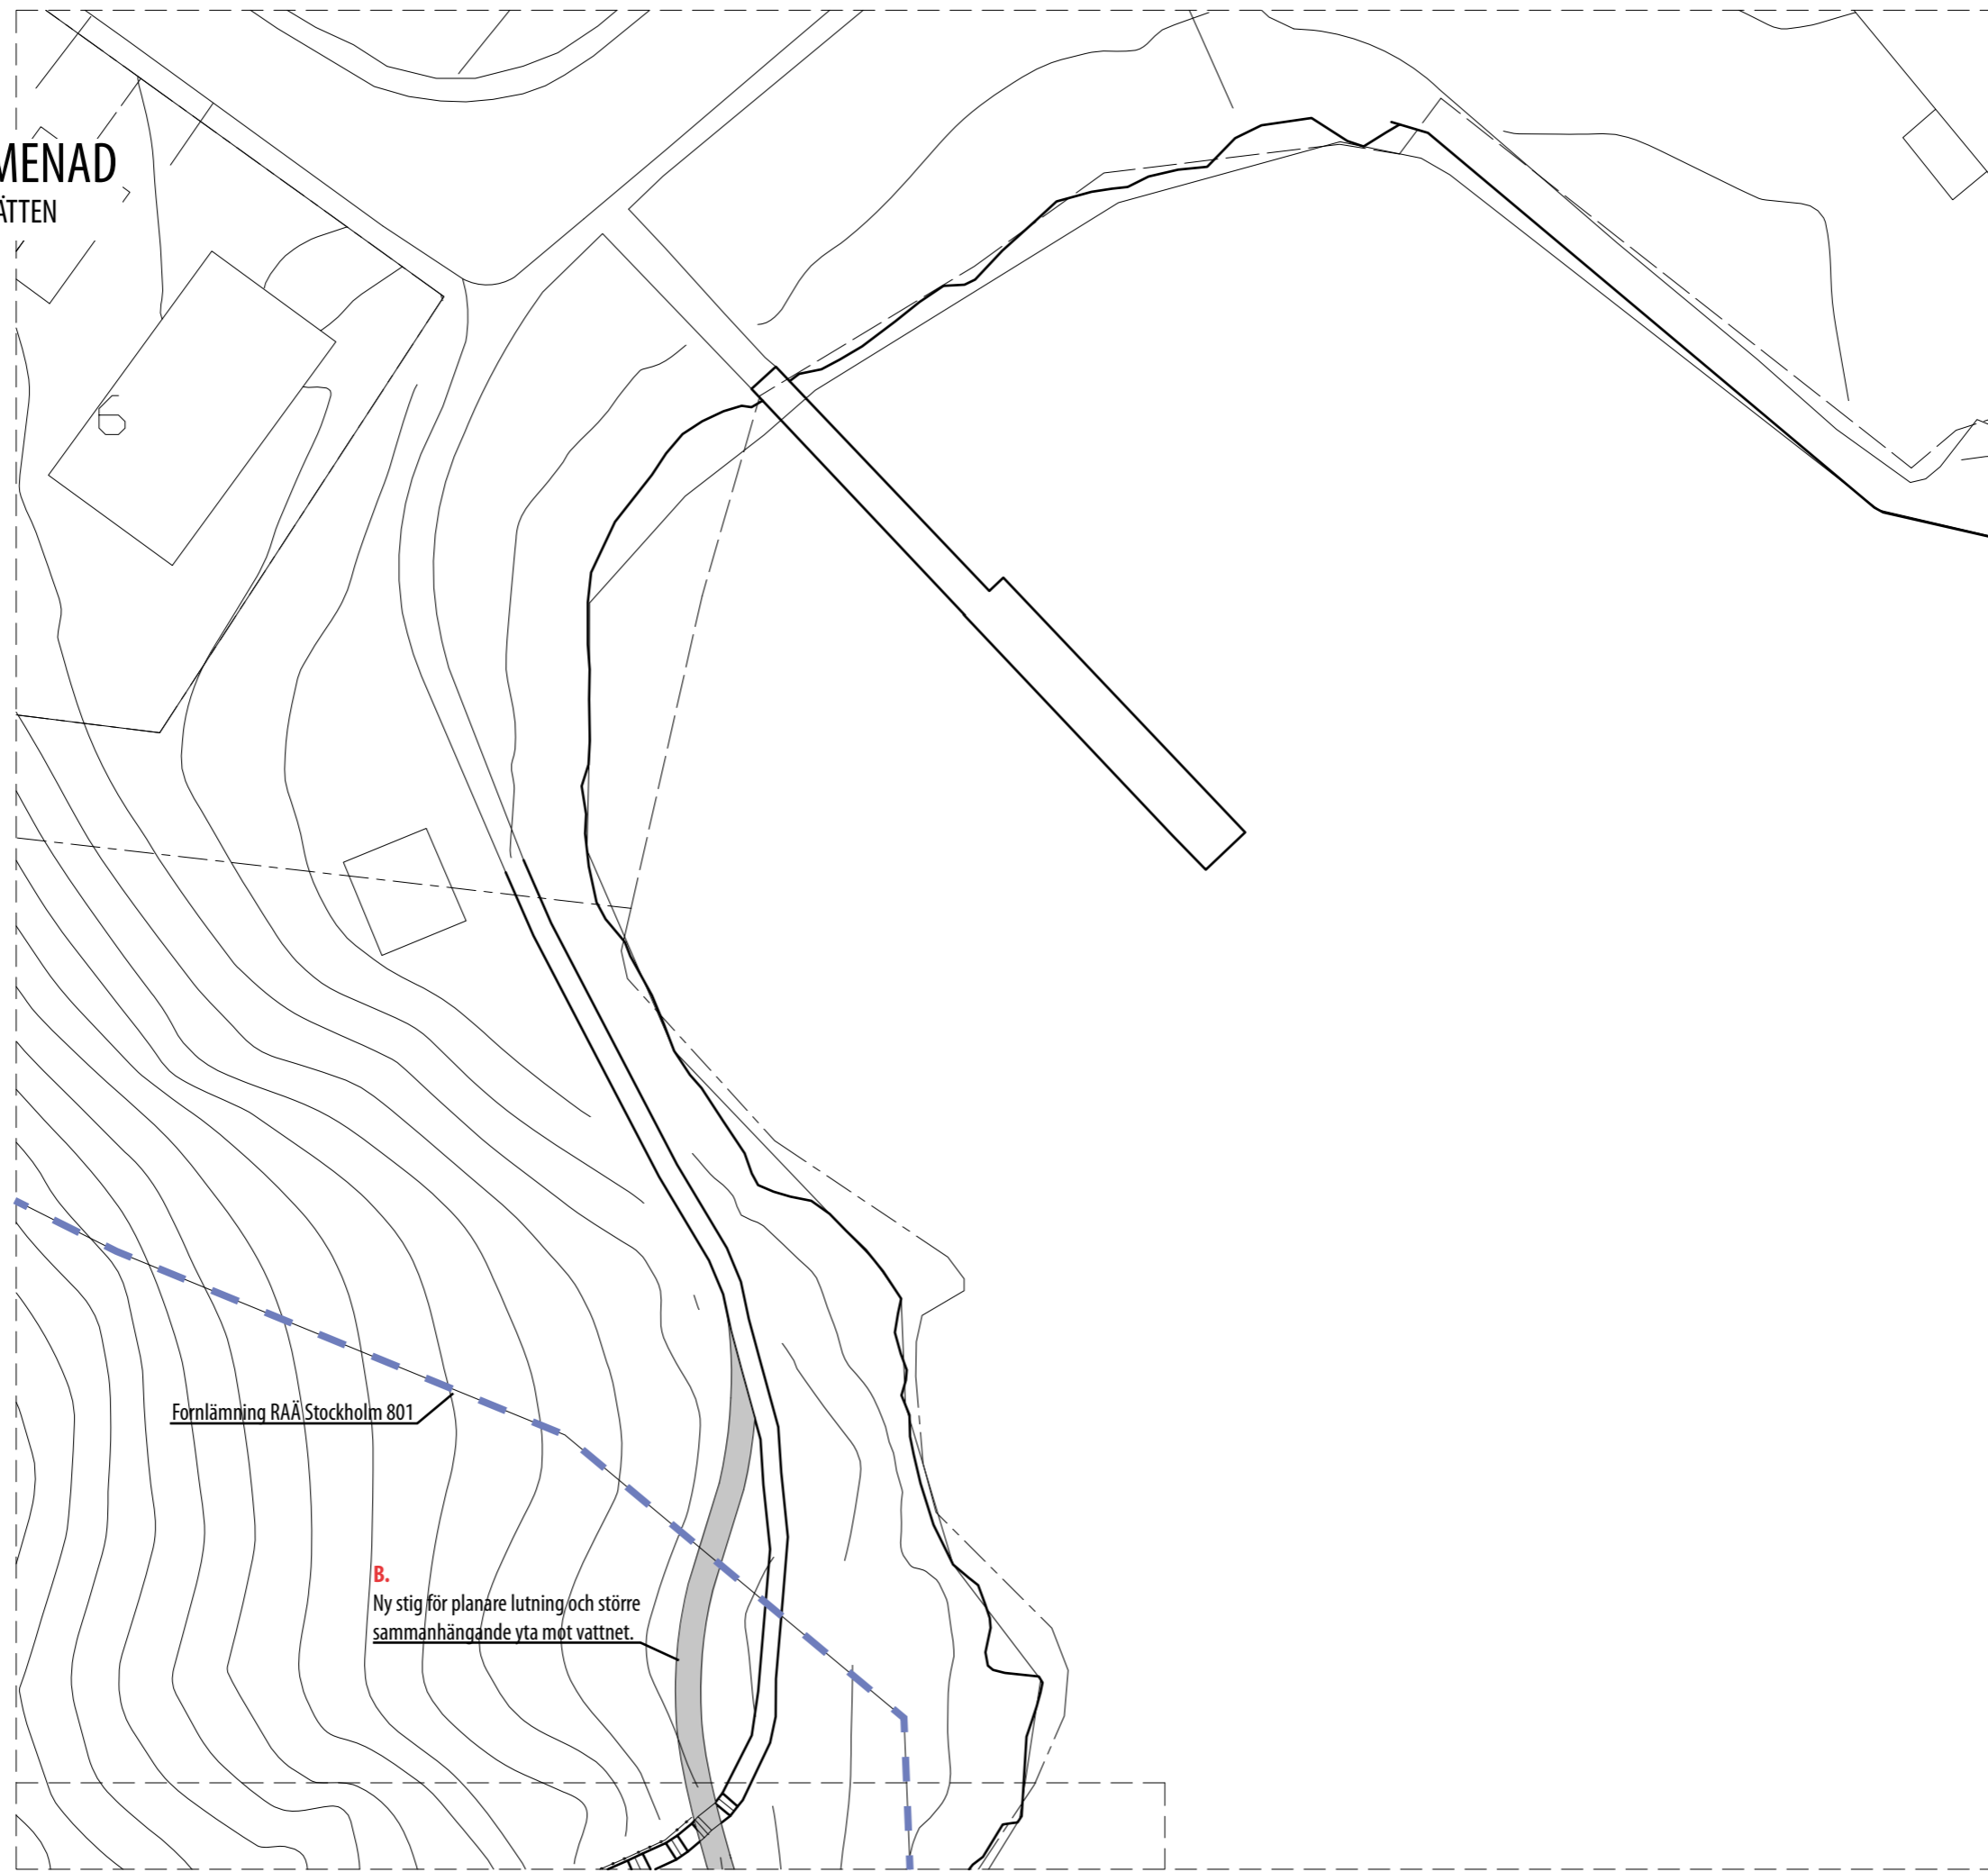 MENAD
ÄTTEN
Fornlämning RAÄ Stockholm 801
B.
Ny stig för planare lutning och större
sammanhängande yta mot vattnet.